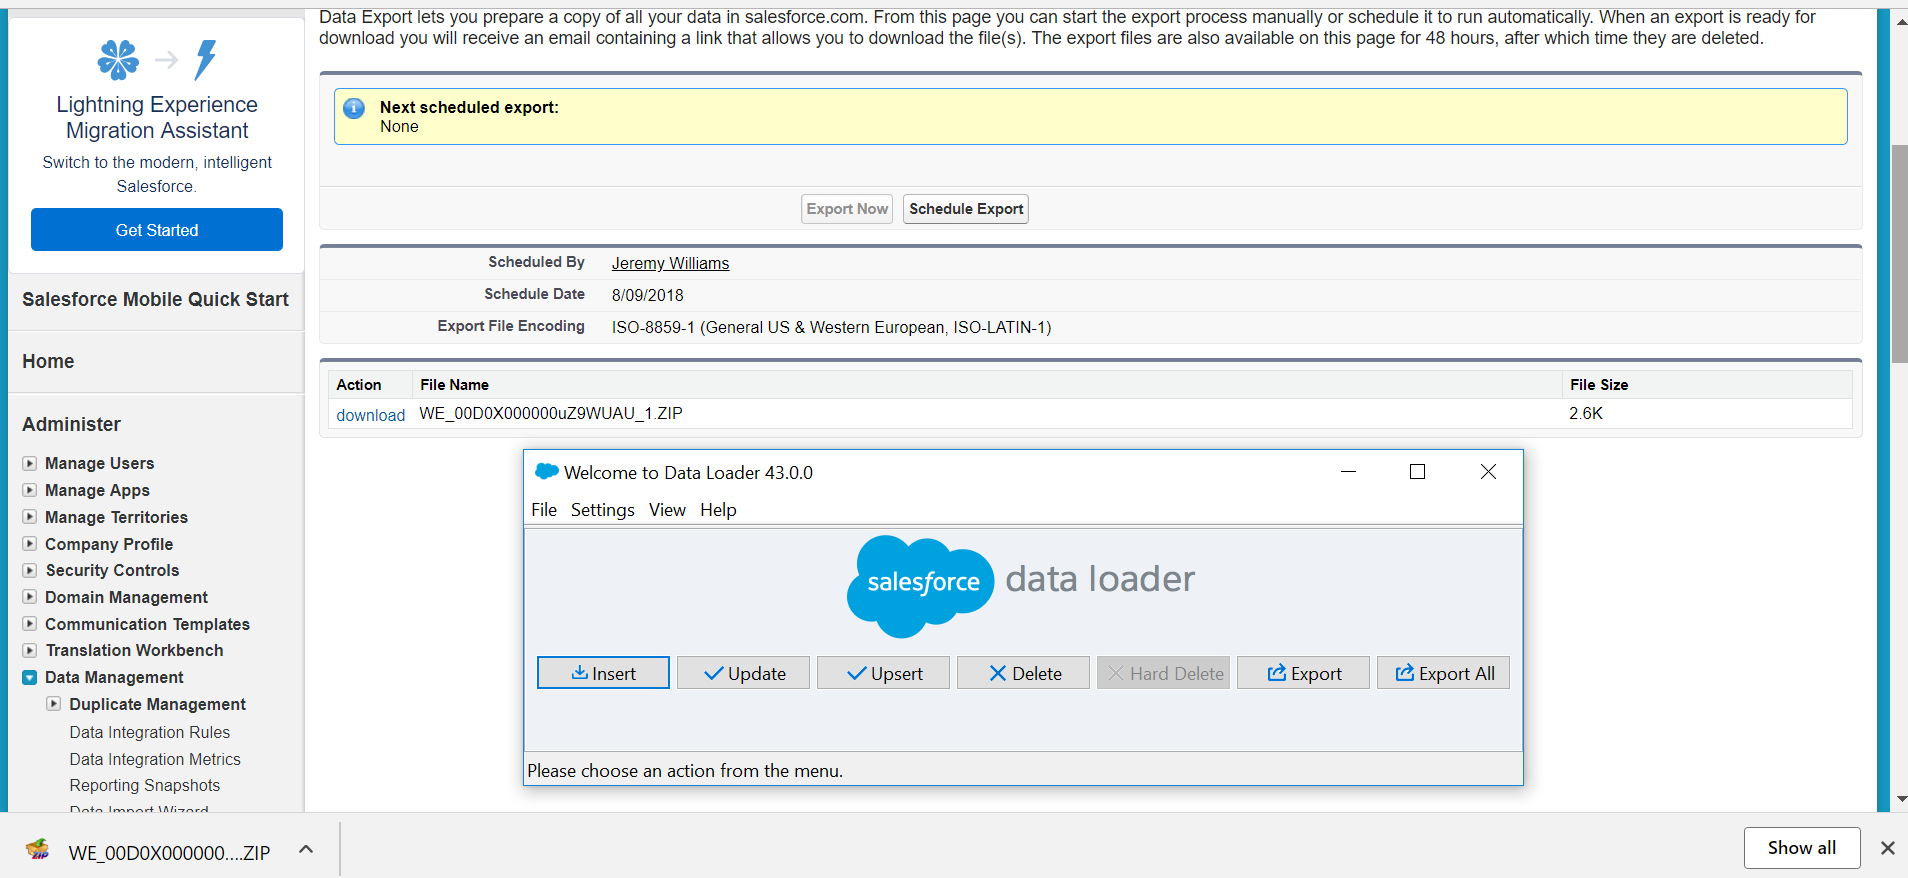 Data Export lets you prepare a copy of all your data in salesforce.com. From this page you can start the export process manually or schedule it to run automatically. When an export is ready for
download you will receive an email containing a link that allows you to download the file(s). The export files are also available on this page for 48 hours, after which time they are deleted.
Lightning Experience
Migration Assistant
Switch to the modern, intelligent
Salesforce.
Get Started
Salesforce Mobile Quick Start
Home
Administer
Manage Users
Manage Apps
Manage Territories
Company Profile
Security Controls
Domain Management
Communication Templates
Translation Workbench
Data Management
Duplicate Management
Data Integration Rules
Data Integration Metrics
Reporting Snapshots
Data Import Wizard
Next scheduled export:
None
Export Now
Schedule Export
Scheduled By Jeremy Williams
Schedule Date 8/09/2018
Export File Encoding ISO-8859-1 (General US & Western European, ISO-LATIN-1)
Action File Name File Size
download WE_00D0X000000uZ9WUAU_1.ZIP 2.6K
Welcome to Data Loader 43.0.0
File Settings View Help
salesforce data loader
Insert Update Upsert Delete Hard Delete Export Export All
Please choose an action from the menu.
WE_00D0X000000....ZIP
Show all